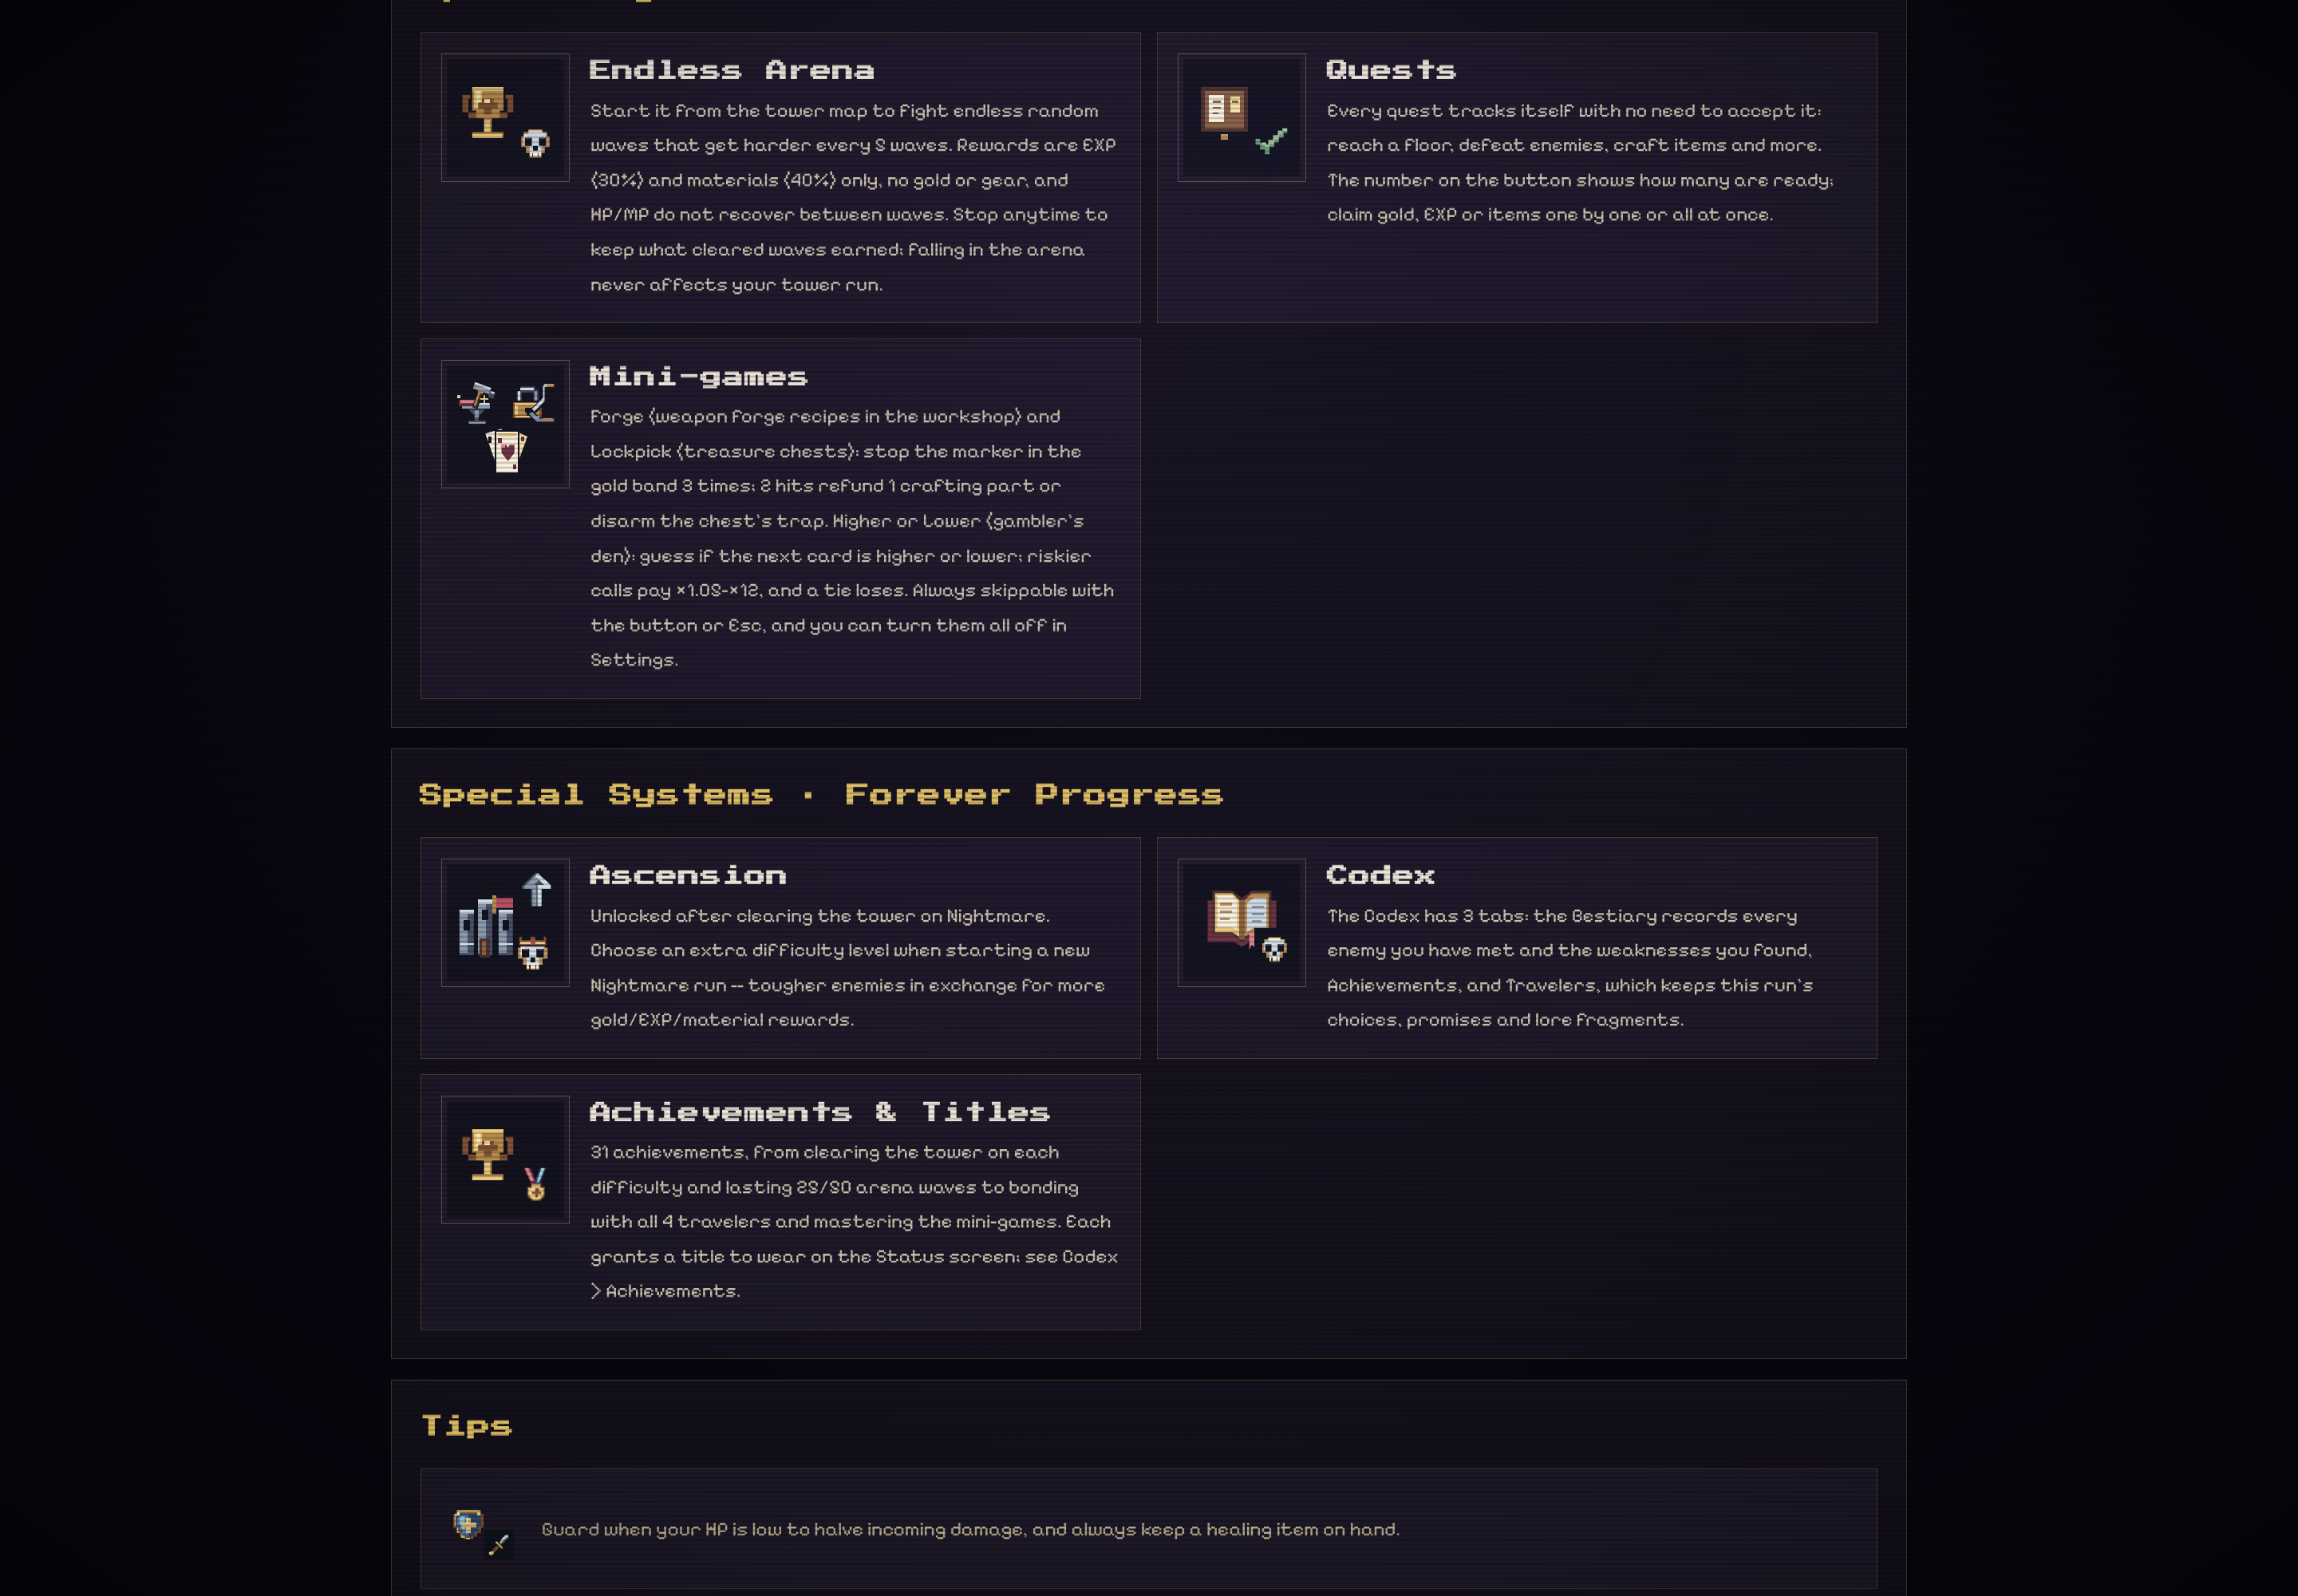 Endless Arena
Start it from the tower map to fight endless random
waves that get harder every 5 waves. Rewards are EXP
(30%) and materials (40%) only, no gold or gear, and
HP/MP do not recover between waves. Stop anytime to
keep what cleared waves earned; falling in the arena
never affects your tower run.
Quests
Every quest tracks itself with no need to accept it:
reach a floor, defeat enemies, craft items and more.
The number on the button shows how many are ready;
claim gold, EXP or items one by one or all at once.
Mini-games
Forge (weapon forge recipes in the workshop) and
Lockpick (treasure chests): stop the marker in the
gold band 3 times; 2 hits refund 1 crafting part or
disarm the chest's trap. Higher or Lower (gambler's
den): guess if the next card is higher or lower; riskier
calls pay ×1.05-×12, and a tie loses. Always skippable with
the button or Esc, and you can turn them all off in
Settings.
Special Systems · Forever Progress
Ascension
Unlocked after clearing the tower on Nightmare.
Choose an extra difficulty level when starting a new
Nightmare run -- tougher enemies in exchange for more
gold/EXP/material rewards.
Codex
The Codex has 3 tabs: the Bestiary records every
enemy you have met and the weaknesses you found,
Achievements, and Travelers, which keeps this run's
choices, promises and lore fragments.
Achievements & Titles
31 achievements, from clearing the tower on each
difficulty and lasting 25/50 arena waves to bonding
with all 4 travelers and mastering the mini-games. Each
grants a title to wear on the Status screen; see Codex
> Achievements.
Tips
Guard when your HP is low to halve incoming damage, and always keep a healing item on hand.